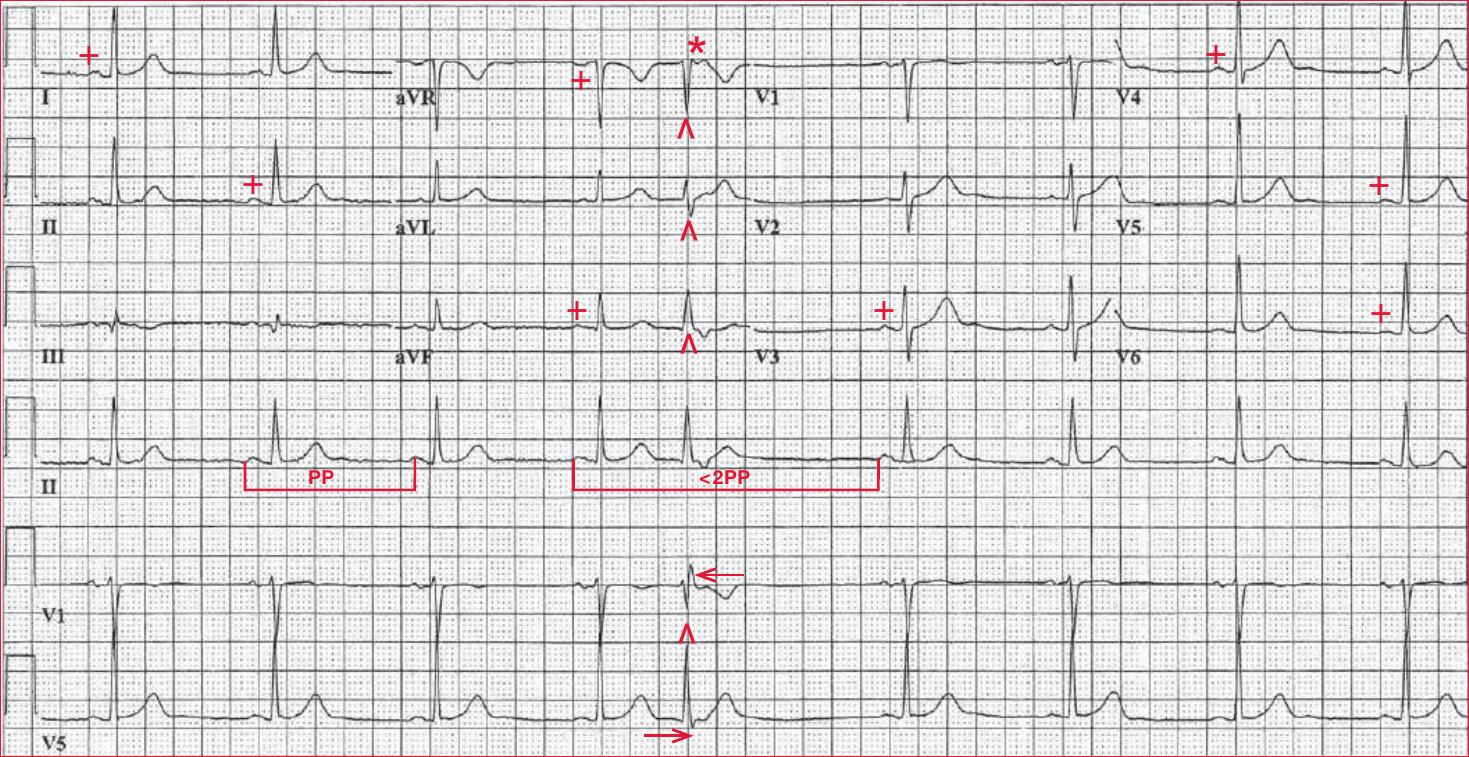 I aVR V1 V4
II aVL V2 V5
III aVF V3 V6
PP <2PP
II
V1
V5